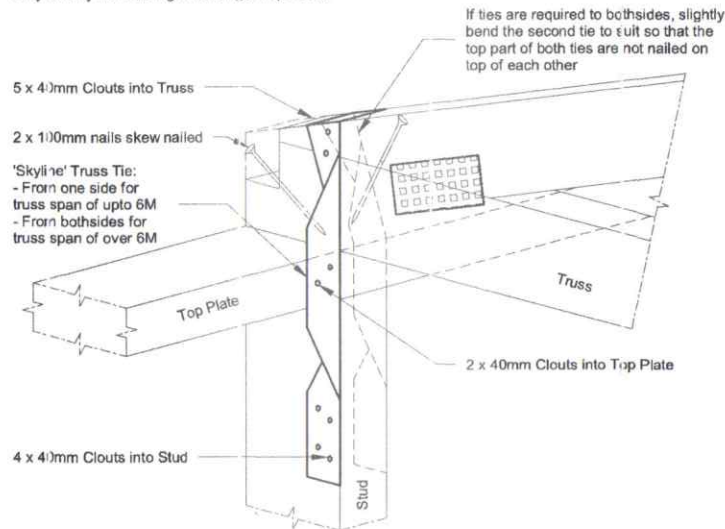 If ties are required to bothsides, slightly
bend the second tie to suit so that the
top part of both ties are not nailed on
top of each other
5 x 40mm Clouts into Truss
2 x 100mm nails skew nailed
'Skyline' Truss Tie:
- From one side for
truss span of upto 6M
- From bothsides for
truss span of over 6M
Top Plate
Truss
2 x 40mm Clouts into Top Plate
4 x 40mm Clouts into Stud
Stud